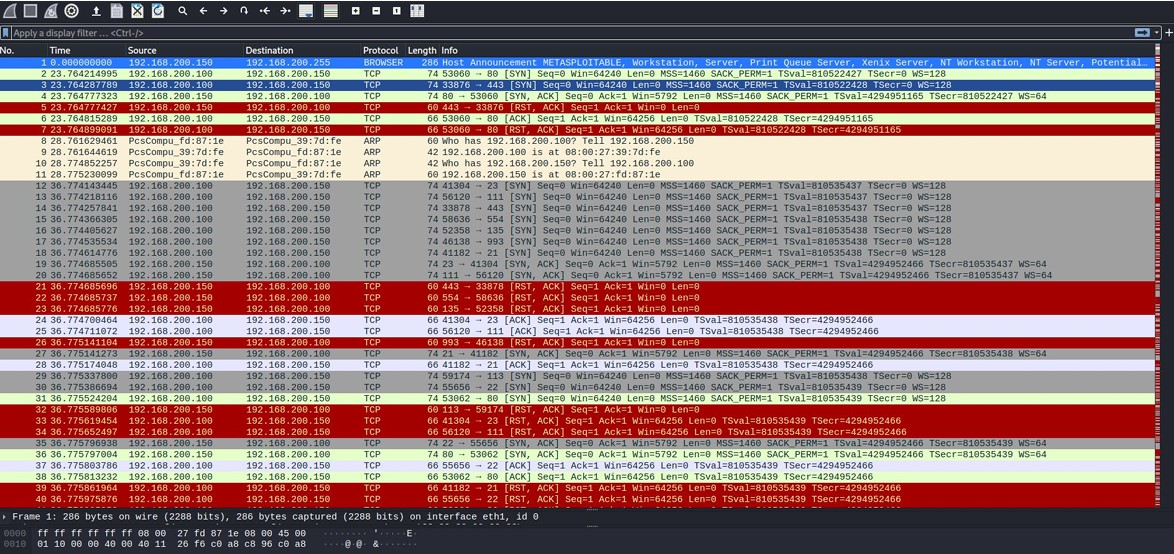 Apply a display filter ... <Ctrl-/>
No. Time Source Destination Protocol Length Info
1 0.000000000 192.168.200.150 192.168.200.255 BROWSER 286 Host Announcement METASPLOITABLE, Workstation, Server, Print Queue Server, Xenix Server, NT Workstation, NT Server, Potential...
2 23.764214995 192.168.200.100 192.168.200.150 TCP 74 53060 → 80 [SYN] Seq=0 Win=64240 Len=0 MSS=1460 SACK_PERM=1 TSval=810522427 TSecr=0 WS=128
3 23.764287789 192.168.200.100 192.168.200.150 TCP 74 33876 → 443 [SYN] Seq=0 Win=64240 Len=0 MSS=1460 SACK_PERM=1 TSval=810522428 TSecr=0 WS=128
4 23.764777323 192.168.200.150 192.168.200.100 TCP 74 80 → 53060 [SYN, ACK] Seq=0 Ack=1 Win=5792 Len=0 MSS=1460 SACK_PERM=1 TSval=4294951165 TSecr=810522427 WS=64
5 23.764777427 192.168.200.150 192.168.200.100 TCP 60 443 → 33876 [RST, ACK] Seq=1 Ack=1 Win=0 Len=0
6 23.764815289 192.168.200.100 192.168.200.150 TCP 66 53060 → 80 [ACK] Seq=1 Ack=1 Win=64256 Len=0 TSval=810522428 TSecr=4294951165
7 23.764899091 192.168.200.100 192.168.200.150 TCP 66 53060 → 80 [RST, ACK] Seq=1 Ack=1 Win=64256 Len=0 TSval=810522428 TSecr=4294951165
8 28.761629461 PcsCompu_fd:87:1e PcsCompu_39:7d:fe ARP 60 Who has 192.168.200.100? Tell 192.168.200.150
9 28.761644619 PcsCompu_39:7d:fe PcsCompu_fd:87:1e ARP 42 192.168.200.100 is at 08:00:27:39:7d:fe
10 28.774852257 PcsCompu_39:7d:fe PcsCompu_fd:87:1e ARP 42 Who has 192.168.200.150? Tell 192.168.200.100
11 28.775230099 PcsCompu_fd:87:1e PcsCompu_39:7d:fe ARP 60 192.168.200.150 is at 08:00:27:fd:87:1e
12 36.774143445 192.168.200.100 192.168.200.150 TCP 74 41304 → 23 [SYN] Seq=0 Win=64240 Len=0 MSS=1460 SACK_PERM=1 TSval=810535437 TSecr=0 WS=128
13 36.774218116 192.168.200.100 192.168.200.150 TCP 74 56120 → 111 [SYN] Seq=0 Win=64240 Len=0 MSS=1460 SACK_PERM=1 TSval=810535437 TSecr=0 WS=128
14 36.774257841 192.168.200.100 192.168.200.150 TCP 74 33878 → 443 [SYN] Seq=0 Win=64240 Len=0 MSS=1460 SACK_PERM=1 TSval=810535437 TSecr=0 WS=128
15 36.774366305 192.168.200.100 192.168.200.150 TCP 74 58636 → 554 [SYN] Seq=0 Win=64240 Len=0 MSS=1460 SACK_PERM=1 TSval=810535438 TSecr=0 WS=128
16 36.774405627 192.168.200.100 192.168.200.150 TCP 74 52358 → 135 [SYN] Seq=0 Win=64240 Len=0 MSS=1460 SACK_PERM=1 TSval=810535438 TSecr=0 WS=128
17 36.774535534 192.168.200.100 192.168.200.150 TCP 74 46138 → 993 [SYN] Seq=0 Win=64240 Len=0 MSS=1460 SACK_PERM=1 TSval=810535438 TSecr=0 WS=128
18 36.774614776 192.168.200.100 192.168.200.150 TCP 74 41182 → 21 [SYN] Seq=0 Win=64240 Len=0 MSS=1460 SACK_PERM=1 TSval=810535438 TSecr=0 WS=128
19 36.774685505 192.168.200.150 192.168.200.100 TCP 74 23 → 41304 [SYN, ACK] Seq=0 Ack=1 Win=5792 Len=0 MSS=1460 SACK_PERM=1 TSval=4294952466 TSecr=810535437 WS=64
20 36.774685652 192.168.200.150 192.168.200.100 TCP 74 111 → 56120 [SYN, ACK] Seq=0 Ack=1 Win=5792 Len=0 MSS=1460 SACK_PERM=1 TSval=4294952466 TSecr=810535437 WS=64
21 36.774685696 192.168.200.150 192.168.200.100 TCP 60 443 → 33878 [RST, ACK] Seq=1 Ack=1 Win=0 Len=0
22 36.774685737 192.168.200.150 192.168.200.100 TCP 60 554 → 58636 [RST, ACK] Seq=1 Ack=1 Win=0 Len=0
23 36.774685776 192.168.200.150 192.168.200.100 TCP 60 135 → 52358 [RST, ACK] Seq=1 Ack=1 Win=0 Len=0
24 36.774700464 192.168.200.100 192.168.200.150 TCP 66 41304 → 23 [ACK] Seq=1 Ack=1 Win=64256 Len=0 TSval=810535438 TSecr=4294952466
25 36.774711072 192.168.200.100 192.168.200.150 TCP 66 56120 → 111 [ACK] Seq=1 Ack=1 Win=64256 Len=0 TSval=810535438 TSecr=4294952466
26 36.775141104 192.168.200.150 192.168.200.100 TCP 60 993 → 46138 [RST, ACK] Seq=1 Ack=1 Win=0 Len=0
27 36.775141273 192.168.200.150 192.168.200.100 TCP 74 21 → 41182 [SYN, ACK] Seq=0 Ack=1 Win=5792 Len=0 MSS=1460 SACK_PERM=1 TSval=4294952466 TSecr=810535438 WS=64
28 36.775174048 192.168.200.100 192.168.200.150 TCP 66 41182 → 21 [ACK] Seq=1 Ack=1 Win=64256 Len=0 TSval=810535438 TSecr=4294952466
29 36.775337800 192.168.200.100 192.168.200.150 TCP 74 59174 → 113 [SYN] Seq=0 Win=64240 Len=0 MSS=1460 SACK_PERM=1 TSval=810535438 TSecr=0 WS=128
30 36.775386694 192.168.200.100 192.168.200.150 TCP 74 55656 → 22 [SYN] Seq=0 Win=64240 Len=0 MSS=1460 SACK_PERM=1 TSval=810535439 TSecr=0 WS=128
31 36.775524204 192.168.200.100 192.168.200.150 TCP 74 53062 → 80 [SYN] Seq=0 Win=64240 Len=0 MSS=1460 SACK_PERM=1 TSval=810535439 TSecr=0 WS=128
32 36.775589806 192.168.200.150 192.168.200.100 TCP 60 113 → 59174 [RST, ACK] Seq=1 Ack=1 Win=0 Len=0
33 36.775619454 192.168.200.100 192.168.200.150 TCP 66 41304 → 23 [RST, ACK] Seq=1 Ack=1 Win=64256 Len=0 TSval=810535439 TSecr=4294952466
34 36.775652497 192.168.200.100 192.168.200.150 TCP 66 56120 → 111 [RST, ACK] Seq=1 Ack=1 Win=64256 Len=0 TSval=810535439 TSecr=4294952466
35 36.775796938 192.168.200.150 192.168.200.100 TCP 74 22 → 55656 [SYN, ACK] Seq=0 Ack=1 Win=5792 Len=0 MSS=1460 SACK_PERM=1 TSval=4294952466 TSecr=810535439 WS=64
36 36.775797004 192.168.200.150 192.168.200.100 TCP 74 80 → 53062 [SYN, ACK] Seq=0 Ack=1 Win=5792 Len=0 MSS=1460 SACK_PERM=1 TSval=4294952466 TSecr=810535439 WS=64
37 36.775803786 192.168.200.100 192.168.200.150 TCP 66 55656 → 22 [ACK] Seq=1 Ack=1 Win=64256 Len=0 TSval=810535439 TSecr=4294952466
38 36.775813232 192.168.200.100 192.168.200.150 TCP 66 53062 → 80 [ACK] Seq=1 Ack=1 Win=64256 Len=0 TSval=810535439 TSecr=4294952466
39 36.775861964 192.168.200.100 192.168.200.150 TCP 66 41182 → 21 [RST, ACK] Seq=1 Ack=1 Win=64256 Len=0 TSval=810535439 TSecr=4294952466
40 36.775975876 192.168.200.100 192.168.200.150 TCP 66 55656 → 22 [RST, ACK] Seq=1 Ack=1 Win=64256 Len=0 TSval=810535439 TSecr=4294952466
Frame 1: 286 bytes on wire (2288 bits), 286 bytes captured (2288 bits) on interface eth1, id 0
0000 ff ff ff ff ff ff 08 00 27 fd 87 1e 08 00 45 00 ········ '·····E·
0010 01 10 00 00 40 00 40 11 26 f6 c0 a8 c8 96 c0 a8 ····@·@· &·······